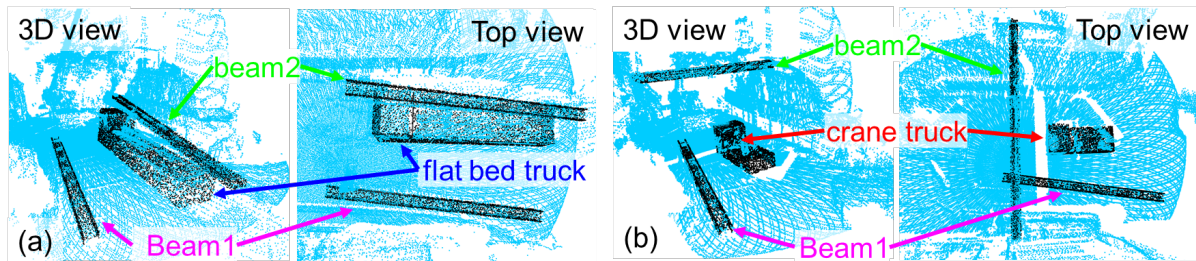 3D view
Top view
beam2
flat bed truck
Beam1
(a)
3D view
Top view
beam2
crane truck
Beam1
(b)